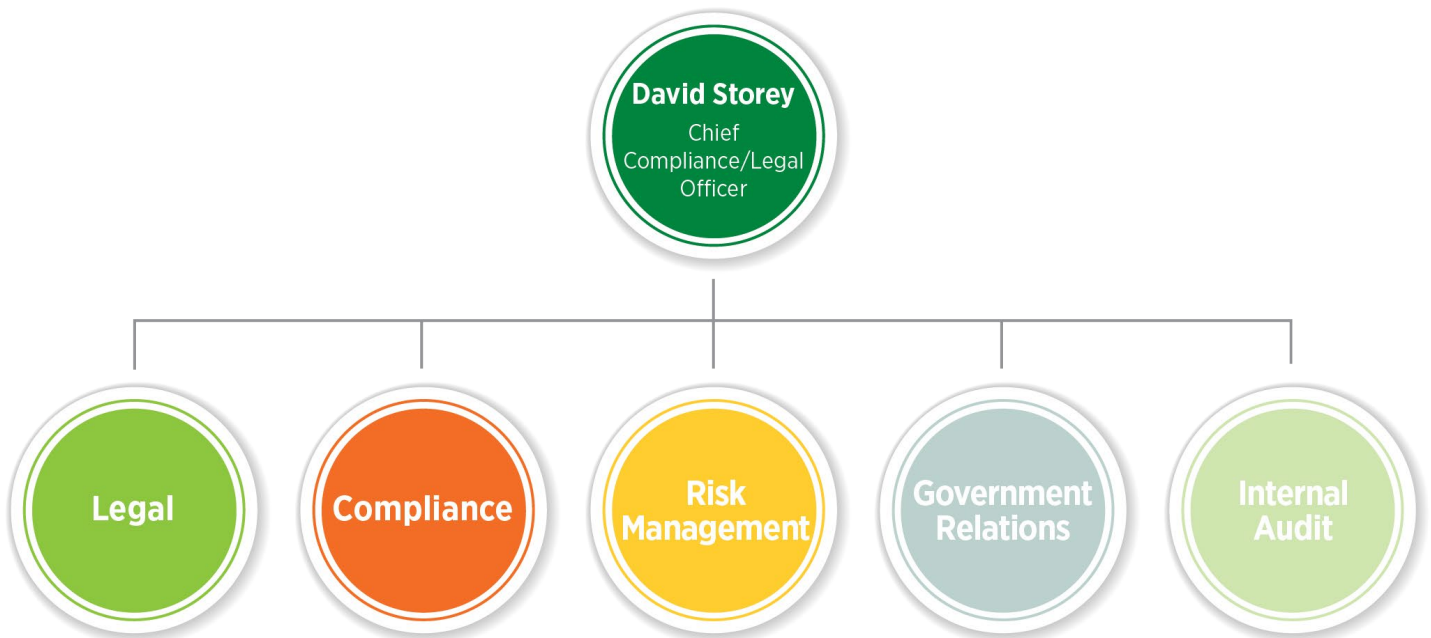 David Storey
Chief
Compliance/Legal
Officer
Legal
Compliance
Risk
Management
Government
Relations
Internal
Audit